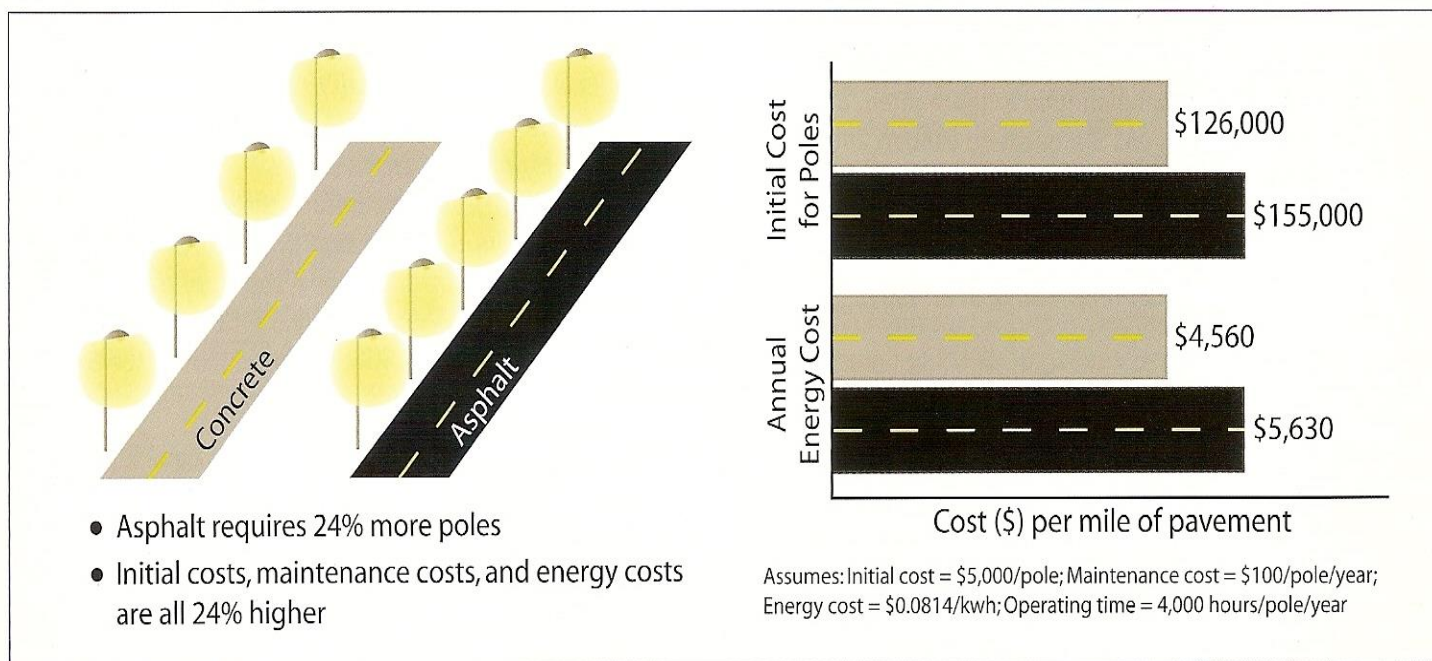 Concrete
Asphalt
• Asphalt requires 24% more poles
• Initial costs, maintenance costs, and energy costs
are all 24% higher
Initial Cost
for Poles
$126,000
$155,000
Annual
Energy Cost
$4,560
$5,630
Cost ($) per mile of pavement
Assumes: Initial cost = $5,000/pole; Maintenance cost = $100/pole/year;
Energy cost = $0.0814/kwh; Operating time = 4,000 hours/pole/year